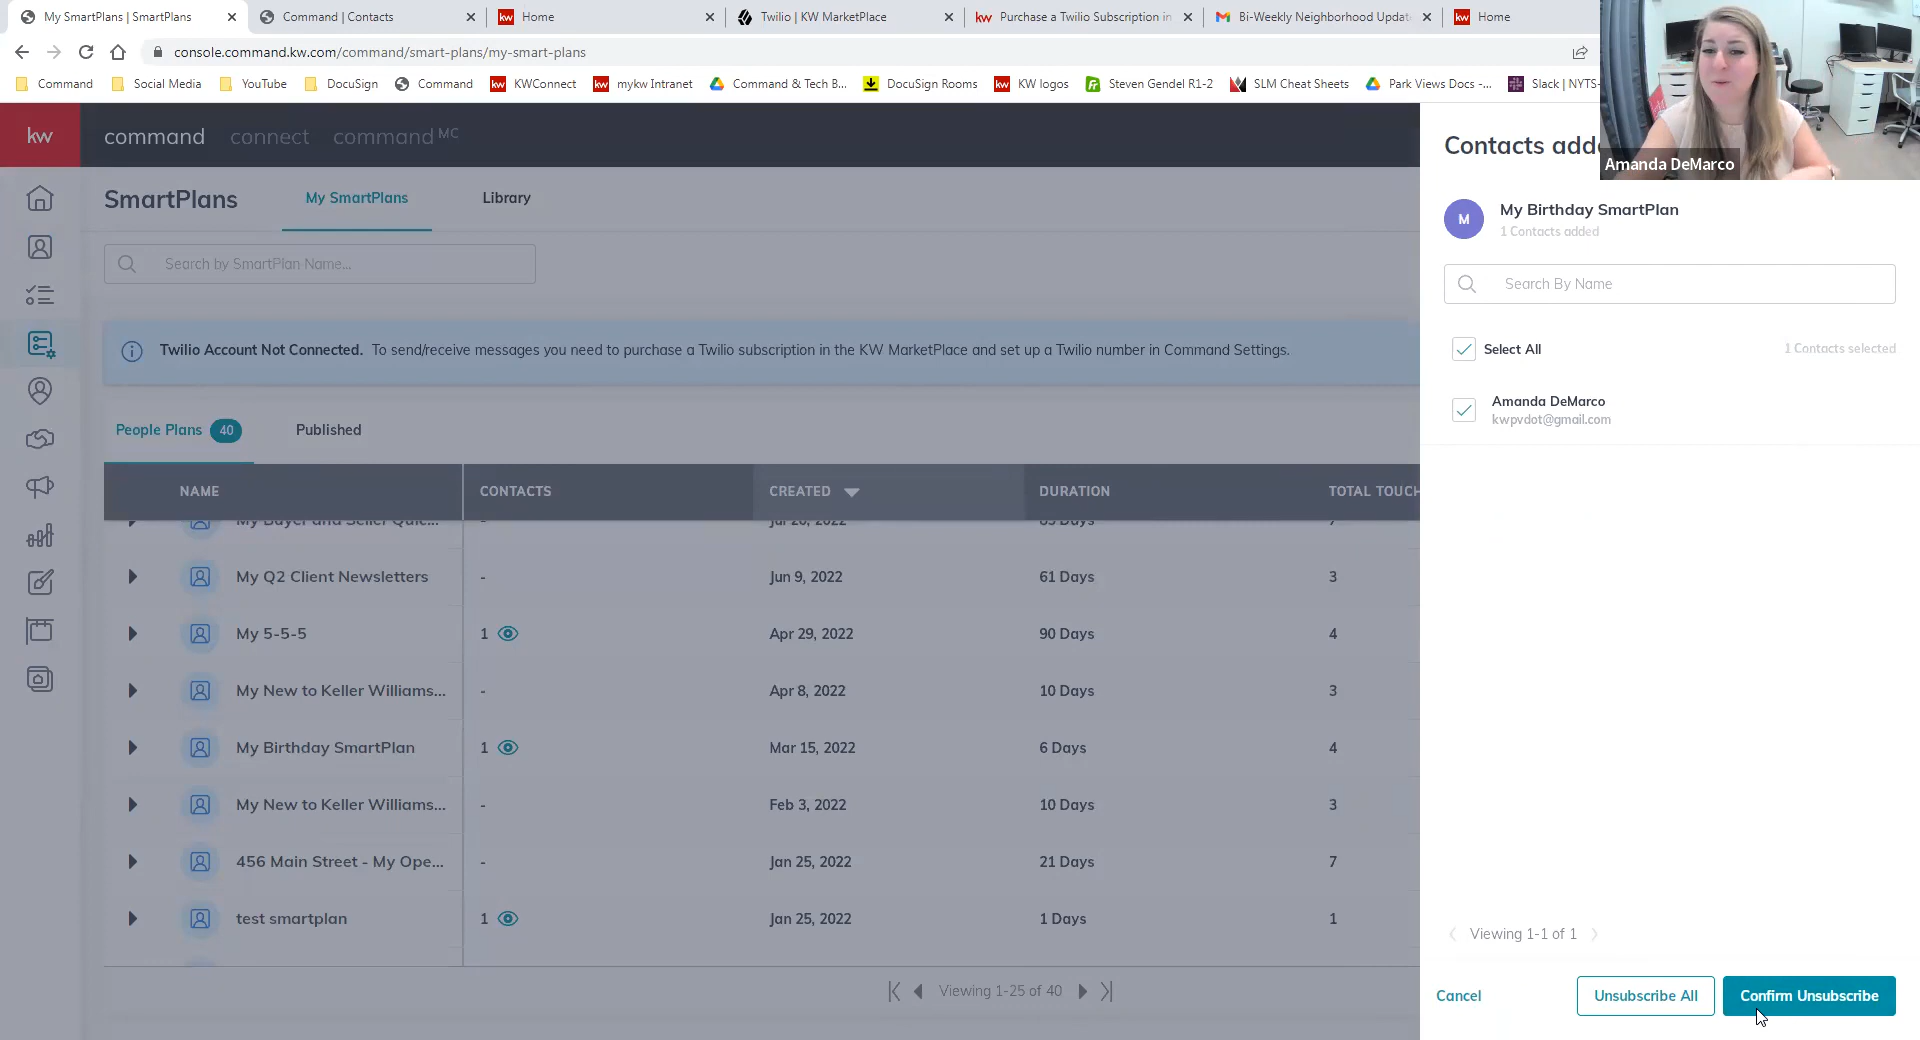 My SmartPlans | SmartPlans
Command | Contacts
kw Home
Twilio | KW MarketPlace
kw Purchase a Twilio Subscription in
Bi-Weekly Neighborhood Updat
kw Home
console.command.kw.com/command/smart-plans/my-smart-plans
Command
Social Media
YouTube
DocuSign
Command
kw KWConnect
kw mykw Intranet
Command & Tech B...
DocuSign Rooms
kw KW logos
Steven Gendel R1-2
SLM Cheat Sheets
Park Views Docs -...
Slack | NYTS-
Amanda DeMarco
kw
command connect command MC
SmartPlans
My SmartPlans
Library
Search by SmartPlan Name...
Twilio Account Not Connected. To send/receive messages you need to purchase a Twilio subscription in the KW MarketPlace and set up a Twilio number in Command Settings.
People Plans 40
Published
NAME CONTACTS CREATED DURATION TOTAL TOUCH
My Buyer and Seller Quic... - Jul 20, 2022 Days 7
My Q2 Client Newsletters - Jun 9, 2022 61 Days 3
My 5-5-5 1 Apr 29, 2022 90 Days 4
My New to Keller Williams... - Apr 8, 2022 10 Days 3
My Birthday SmartPlan 1 Mar 15, 2022 6 Days 4
My New to Keller Williams... - Feb 3, 2022 10 Days 3
456 Main Street - My Ope... - Jan 25, 2022 21 Days 7
test smartplan 1 Jan 25, 2022 1 Days 1
Viewing 1-25 of 40
Contacts adde
M
My Birthday SmartPlan
1 Contacts added
Search By Name
Select All
1 Contacts selected
Amanda DeMarco
kwpvdot@gmail.com
Viewing 1-1 of 1
Cancel
Unsubscribe All
Confirm Unsubscribe